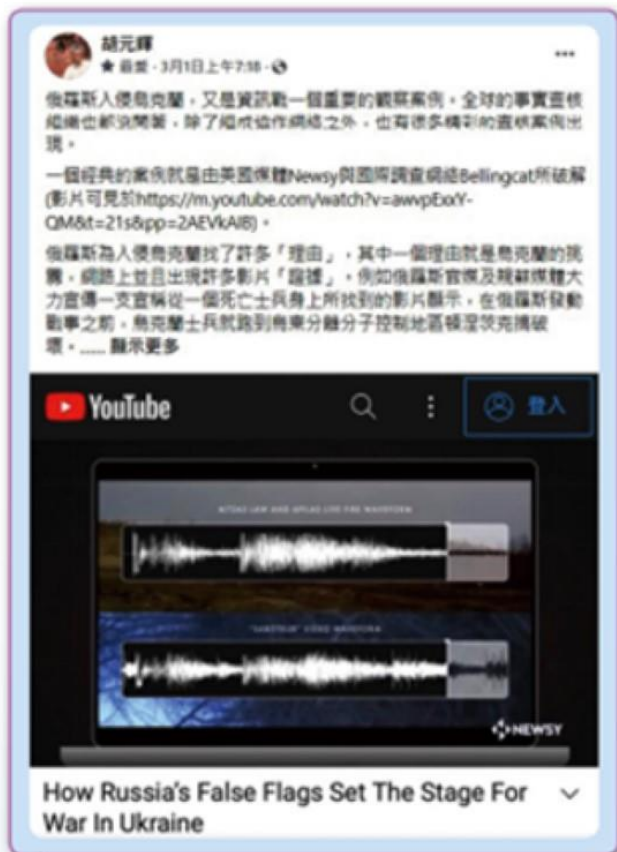 胡元輝
★ 最愛・3月1日上午7:18・
俄羅斯入侵烏克蘭,又是資訊戰一個重要的觀察案例。全球的事實查核
組織也都沒閒著,除了組成協作網絡之外,也有很多精彩的查核案例出
現。
一個經典的案例就是由美國媒體Newsy與國際調查網絡Bellingcat所破解
(影片可見於https://m.youtube.com/watch?v=awvpExxY-
QM&t=21s&pp=2AEVkAIB)。
俄羅斯為入侵烏克蘭找了許多「理由」,其中一個理由就是烏克蘭的挑
釁,網路上並且出現許多影片「證據」。例如俄羅斯官媒及親蘇媒體大
力宣傳一支宣稱從一個死亡士兵身上所找到的影片顯示,在俄羅斯發動
戰事之前,烏克蘭士兵就跑到烏東分離分子控制地區頓涅茨克搞破
壞。..... 顯示更多
YouTube
登入
LIVE FIRE WAVEFORM
VIDEO WAVEFORM
NEWSY
How Russia's False Flags Set The Stage For
War In Ukraine